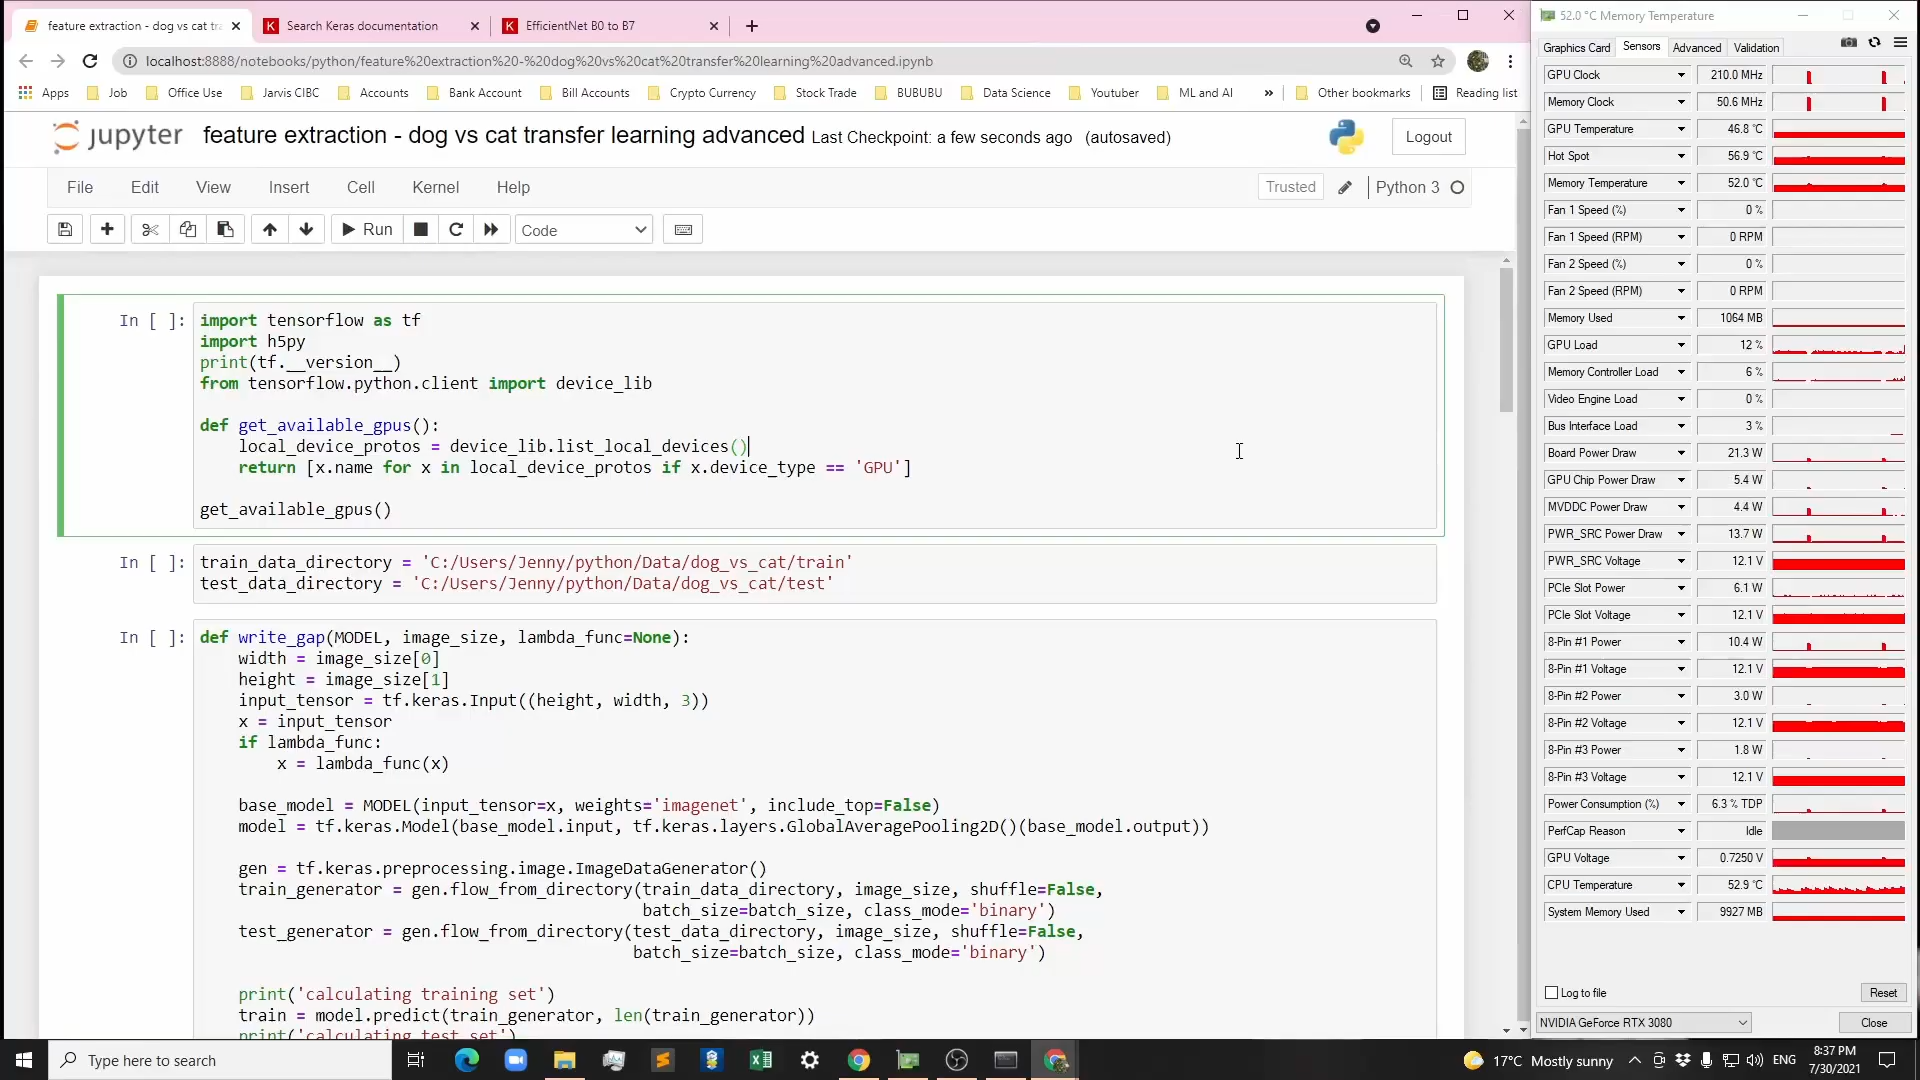 feature extraction - dog vs cat tra
Search Keras documentation
EfficientNet B0 to B7
localhost:8888/notebooks/python/feature%20extraction%20-%20dog%20vs%20cat%20transfer%20learning%20advanced.ipynb
Apps Job Office Use Jarvis CIBC Accounts Bank Account Bill Accounts Crypto Currency Stock Trade BUBUBU Data Science Youtuber ML and AI » Other bookmarks Reading list
jupyter feature extraction - dog vs cat transfer learning advanced Last Checkpoint: a few seconds ago (autosaved)
Logout
File Edit View Insert Cell Kernel Help
Trusted Python 3
Run Code
In [ ]: import tensorflow as tf
import h5py
print(tf.__version__)
from tensorflow.python.client import device_lib
def get_available_gpus():
local_device_protos = device_lib.list_local_devices()
return [x.name for x in local_device_protos if x.device_type == 'GPU']
get_available_gpus()
In [ ]: train_data_directory = 'C:/Users/Jenny/python/Data/dog_vs_cat/train'
test_data_directory = 'C:/Users/Jenny/python/Data/dog_vs_cat/test'
In [ ]: def write_gap(MODEL, image_size, lambda_func=None):
width = image_size[0]
height = image_size[1]
input_tensor = tf.keras.Input((height, width, 3))
x = input_tensor
if lambda_func:
x = lambda_func(x)
base_model = MODEL(input_tensor=x, weights='imagenet', include_top=False)
model = tf.keras.Model(base_model.input, tf.keras.layers.GlobalAveragePooling2D()(base_model.output))
gen = tf.keras.preprocessing.image.ImageDataGenerator()
train_generator = gen.flow_from_directory(train_data_directory, image_size, shuffle=False,
batch_size=batch_size, class_mode='binary')
test_generator = gen.flow_from_directory(test_data_directory, image_size, shuffle=False,
batch_size=batch_size, class_mode='binary')
print('calculating training set')
train = model.predict(train_generator, len(train_generator))
print('calculating test set')
52.0 °C Memory Temperature
Graphics Card Sensors Advanced Validation
GPU Clock 210.0 MHz
Memory Clock 50.6 MHz
GPU Temperature 46.8 °C
Hot Spot 56.9 °C
Memory Temperature 52.0 °C
Fan 1 Speed (%) 0 %
Fan 1 Speed (RPM) 0 RPM
Fan 2 Speed (%) 0 %
Fan 2 Speed (RPM) 0 RPM
Memory Used 1064 MB
GPU Load 12 %
Memory Controller Load 6 %
Video Engine Load 0 %
Bus Interface Load 3 %
Board Power Draw 21.3 W
GPU Chip Power Draw 5.4 W
MVDDC Power Draw 4.4 W
PWR_SRC Power Draw 13.7 W
PWR_SRC Voltage 12.1 V
PCIe Slot Power 6.1 W
PCIe Slot Voltage 12.1 V
8-Pin #1 Power 10.4 W
8-Pin #1 Voltage 12.1 V
8-Pin #2 Power 3.0 W
8-Pin #2 Voltage 12.1 V
8-Pin #3 Power 1.8 W
8-Pin #3 Voltage 12.1 V
Power Consumption (%) 6.3 % TDP
PerfCap Reason Idle
GPU Voltage 0.7250 V
CPU Temperature 52.9 °C
System Memory Used 9927 MB
Log to file Reset
NVIDIA GeForce RTX 3080 Close
Type here to search
17°C Mostly sunny ENG
8:37 PM
7/30/2021